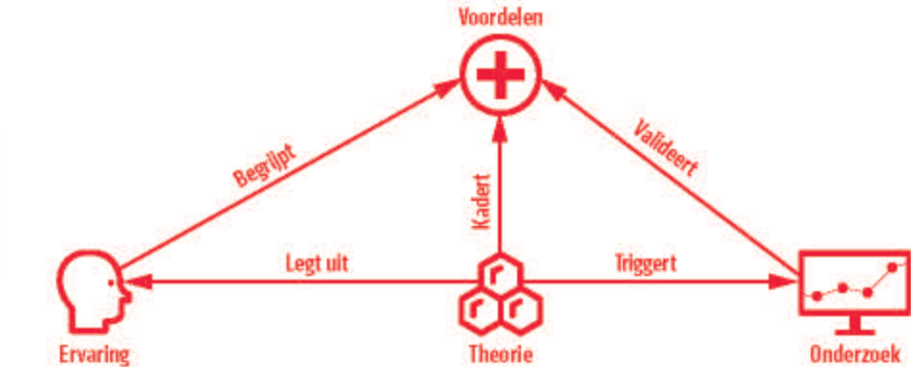 Voordelen
Begrijpt
Valideert
Kadert
Legt uit
Triggert
Ervaring
Theorie
Onderzoek